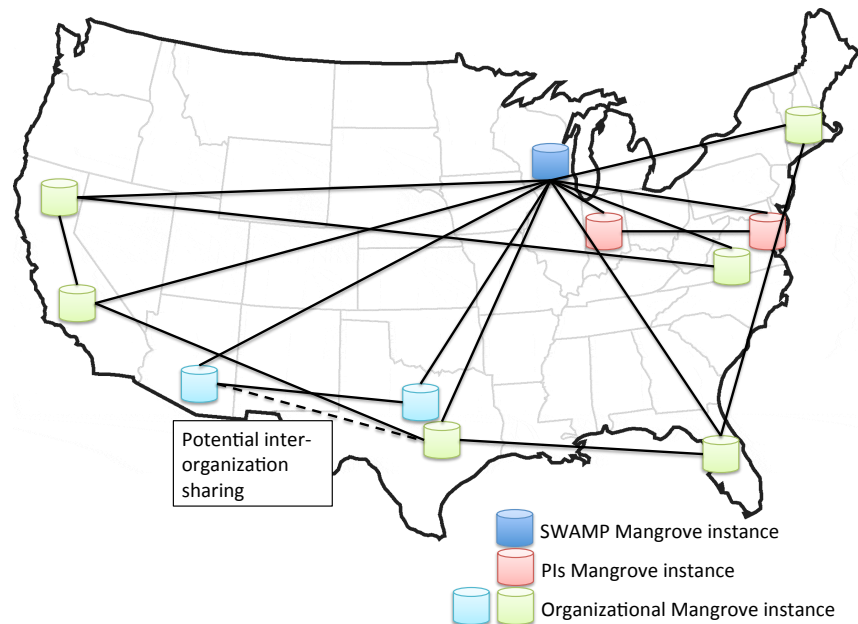 Potential inter-
organization
sharing
SWAMP Mangrove instance
PIs Mangrove instance
Organizational Mangrove instance